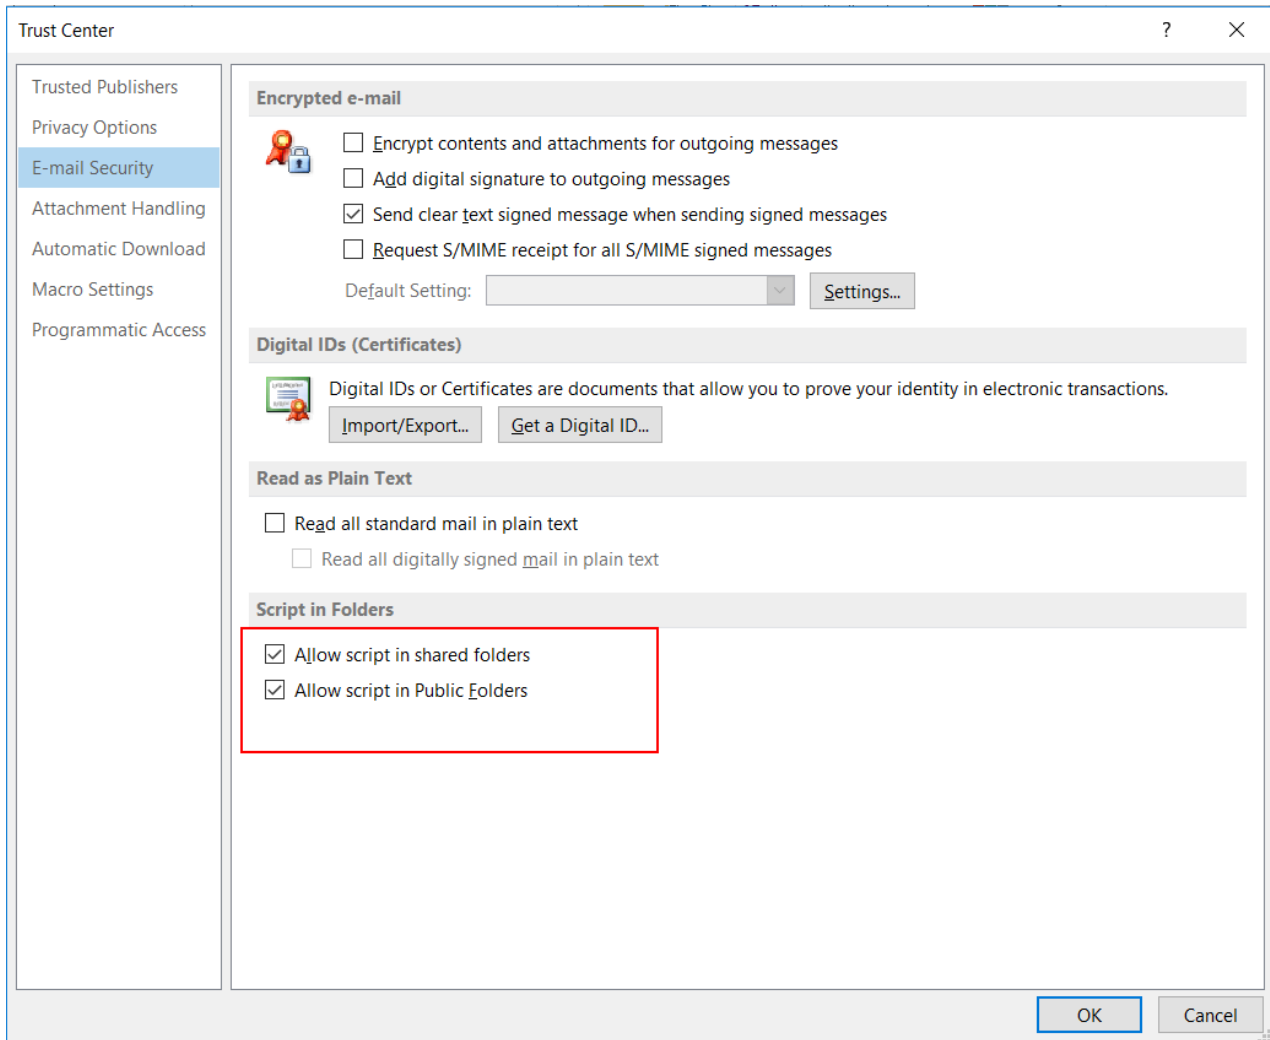 Trust Center
?
Trusted Publishers
Privacy Options
E-mail Security
Attachment Handling
Automatic Download
Macro Settings
Programmatic Access
Encrypted e-mail
Encrypt contents and attachments for outgoing messages
Add digital signature to outgoing messages
Send clear text signed message when sending signed messages
Request S/MIME receipt for all S/MIME signed messages
Default Setting:
Settings...
Digital IDs (Certificates)
Digital IDs or Certificates are documents that allow you to prove your identity in electronic transactions.
Import/Export...
Get a Digital ID...
Read as Plain Text
Read all standard mail in plain text
Read all digitally signed mail in plain text
Script in Folders
Allow script in shared folders
Allow script in Public Folders
OK
Cancel